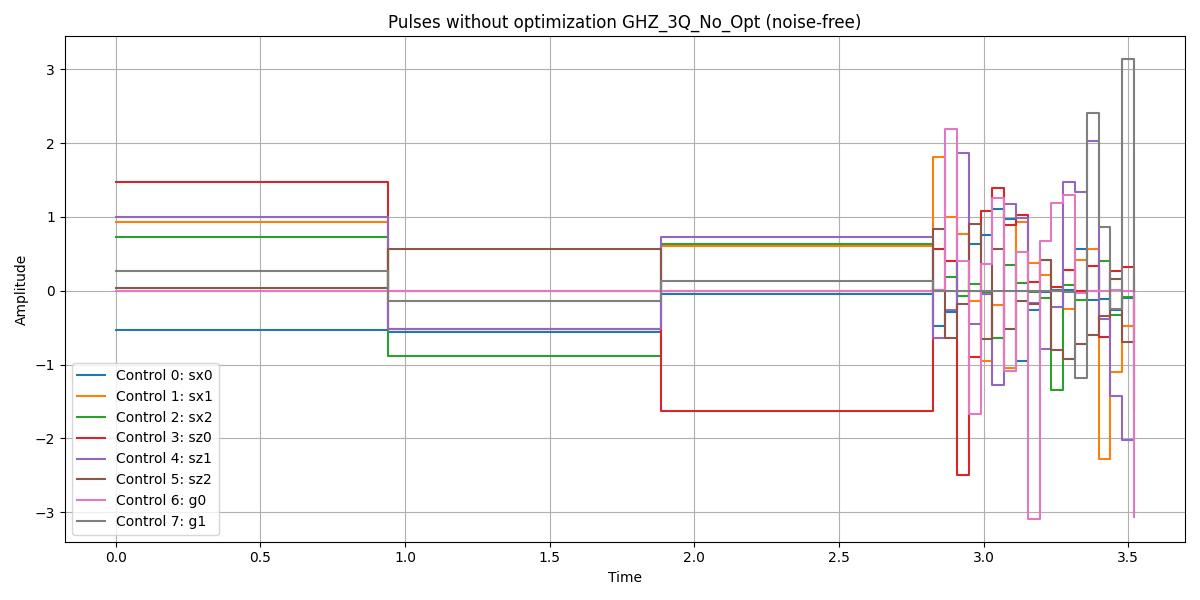 Pulses without optimization GHZ_3Q_No_Opt (noise-free)
Amplitude
3
2
1
0
−1
−2
−3
Control 0: sx0
Control 1: sx1
Control 2: sx2
Control 3: sz0
Control 4: sz1
Control 5: sz2
Control 6: g0
Control 7: g1
0.0 0.5 1.0 1.5 2.0 2.5 3.0 3.5
Time